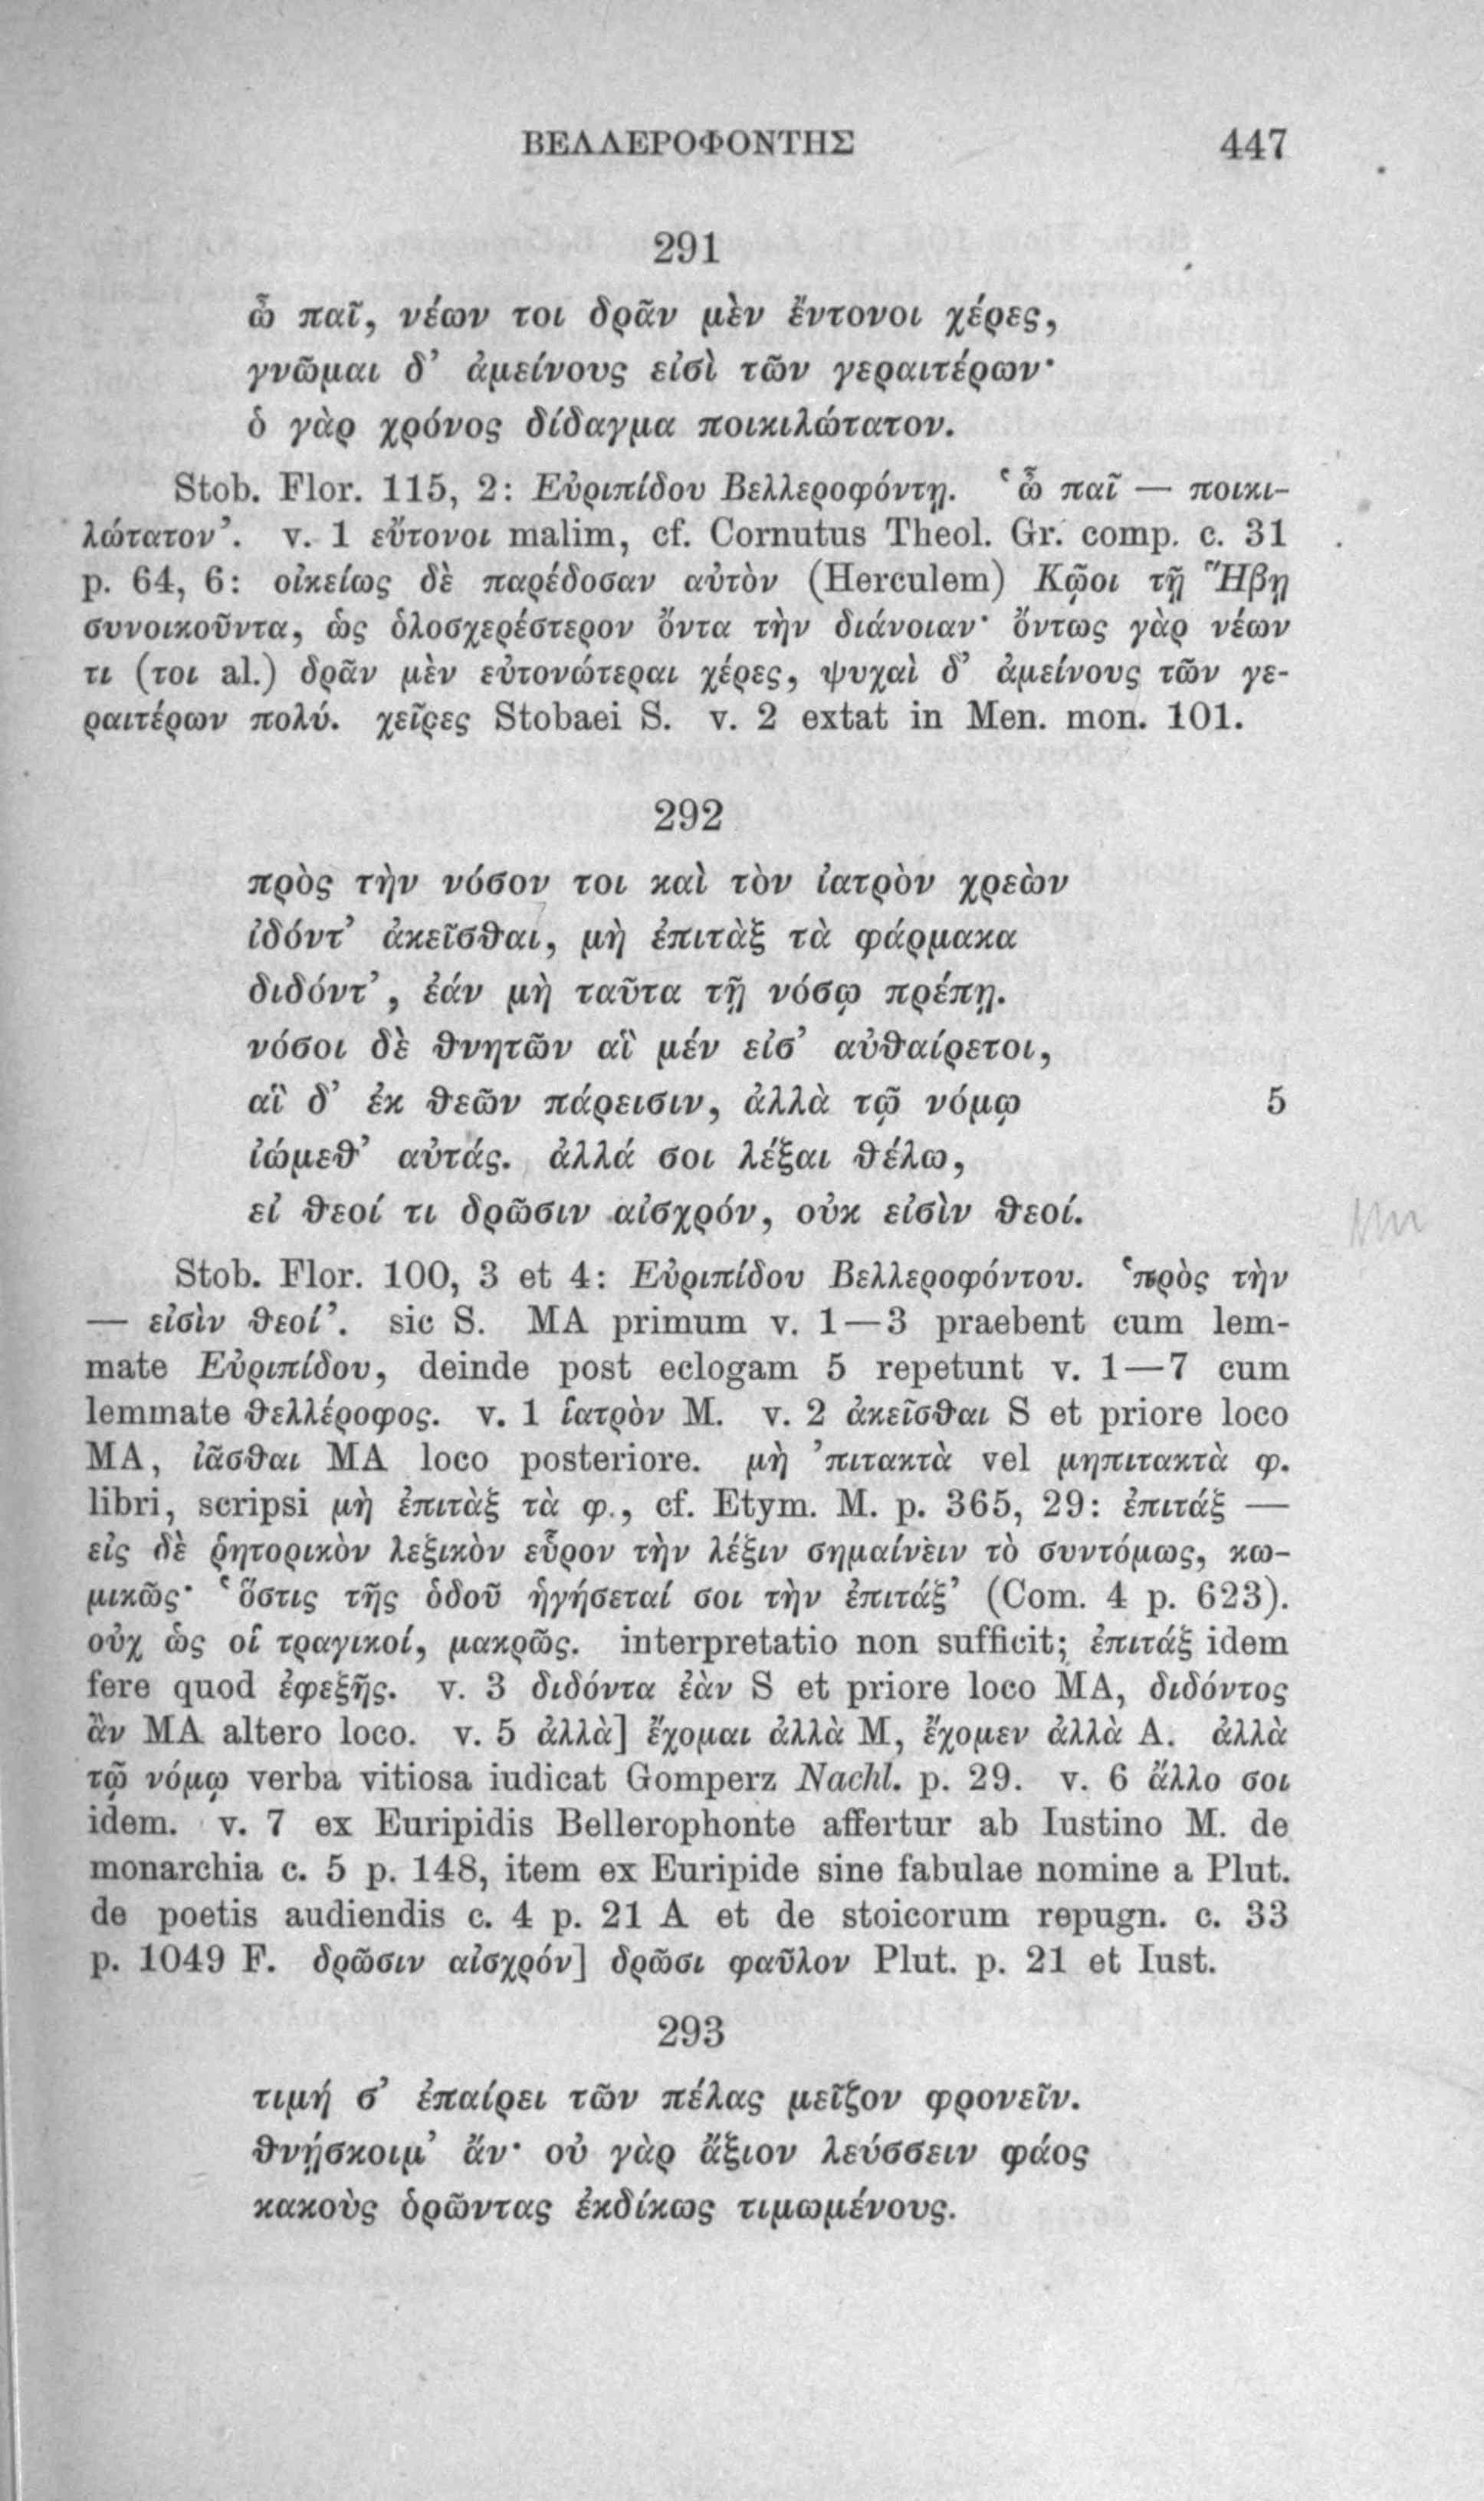 ΒΕΛΛΕΡΟΦΟΝΤΗΣ 447
291
ὦ παῖ, νέων τοι δρᾶν μὲν ἔντονοι χέρες,
γνῶμαι δ’ ἀμείνους εἰσὶ τῶν γεραιτέρων·
ὁ γὰρ χρόνος δίδαγμα ποικιλώτατον.
Stob. Flor. 115, 2: Εὐριπίδου Βελλεροφόντῃ. ‘ὦ παῖ — ποικι-
λώτατον’. v. 1 εὔτονοι malim, cf. Cornutus Theol. Gr. comp. c. 31
p. 64, 6: οἰκείως δὲ παρέδοσαν αὐτὸν (Herculem) Κῷοι τῇ Ἥβῃ
συνοικοῦντα, ὡς ὁλοσχερέστερον ὄντα τὴν διάνοιαν· ὄντως γὰρ νέων
τι (τοι al.) δρᾶν μὲν εὐτονώτεραι χέρες, ψυχαὶ δ’ ἀμείνους τῶν γε-
ραιτέρων πολύ. χεῖρες Stobaei S. v. 2 extat in Men. mon. 101.
292
πρὸς τὴν νόσον τοι καὶ τὸν ἰατρὸν χρεὼν
ἰδόντ’ ἀκεῖσθαι, μὴ ἐπιτὰξ τὰ φάρμακα
διδόντ’, ἐάν μὴ ταῦτα τῇ νόσῳ πρέπῃ.
νόσοι δὲ θνητῶν αἳ μέν εἰσ’ αὐθαίρετοι,
αἳ δ’ ἐκ θεῶν πάρεισιν, ἀλλὰ τῷ νόμῳ 5
ἰώμεθ’ αὐτάς. ἀλλά σοι λέξαι θέλω,
εἰ θεοί τι δρῶσιν αἰσχρόν, οὐκ εἰσὶν θεοί.
Stob. Flor. 100, 3 et 4: Εὐριπίδου Βελλεροφόντου. ‘πρὸς τὴν
— εἰσὶν θεοί’. sic S. MA primum v. 1—3 praebent cum lem-
mate Εὐριπίδου, deinde post eclogam 5 repetunt v. 1—7 cum
lemmate θελλέροφος. v. 1 ἱατρὸν M. v. 2 ἀκεῖσθαι S et priore loco
MA, ἰᾶσθαι MA loco posteriore. μὴ ’πιτακτὰ vel μηπιτακτὰ φ.
libri, scripsi μὴ ἐπιτὰξ τὰ φ., cf. Etym. M. p. 365, 29: ἐπιτάξ —
εἰς δὲ ῥητορικὸν λεξικὸν εὗρον τὴν λέξιν σημαίνειν τὸ συντόμως, κω-
μικῶς· ‘ὅστις τῆς ὁδοῦ ἡγήσεταί σοι τὴν ἐπιτάξ’ (Com. 4 p. 623).
οὐχ ὡς οἱ τραγικοί, μακρῶς. interpretatio non sufficit; ἐπιτάξ idem
fere quod ἐφεξῆς. v. 3 διδόντα ἐὰν S et priore loco MA, διδόντος
ἂν MA altero loco. v. 5 ἀλλὰ] ἔχομαι ἀλλὰ M, ἔχομεν ἀλλὰ A. ἀλλὰ
τῷ νόμῳ verba vitiosa iudicat Gomperz Nachl. p. 29. v. 6 ἄλλο σοι
idem. v. 7 ex Euripidis Bellerophonte affertur ab Iustino M. de
monarchia c. 5 p. 148, item ex Euripide sine fabulae nomine a Plut.
de poetis audiendis c. 4 p. 21 A et de stoicorum repugn. c. 33
p. 1049 F. δρῶσιν αἰσχρόν] δρῶσι φαῦλον Plut. p. 21 et Iust.
293
τιμή σ’ ἐπαίρει τῶν πέλας μεῖζον φρονεῖν.
θνῄσκοιμ’ ἄν· οὐ γὰρ ἄξιον λεύσσειν φάος
κακοὺς ὁρῶντας ἐκδίκως τιμωμένους.